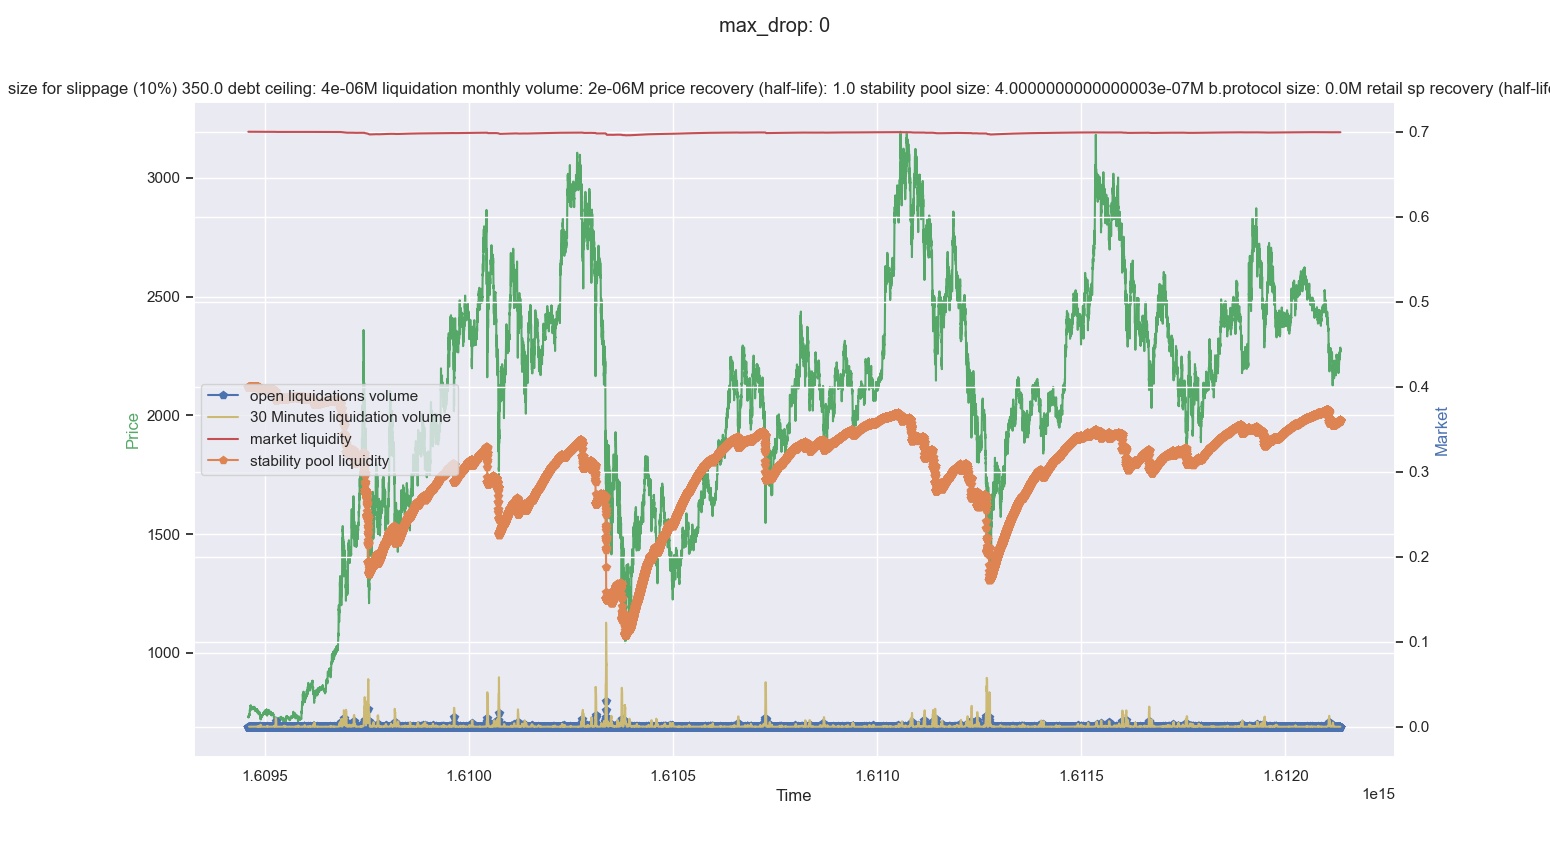 max_drop: 0
size for slippage (10%) 350.0 debt ceiling: 4e-06M liquidation monthly volume: 2e-06M price recovery (half-life): 1.0 stability pool size: 4.0000000000000003e-07M b.protocol size: 0.0M retail sp recovery (half-life
3000
2500
2000
1500
1000
Price
0.7
0.6
0.5
0.4
0.3
0.2
0.1
0.0
Market
open liquidations volume
30 Minutes liquidation volume
market liquidity
stability pool liquidity
1.6095 1.6100 1.6105 1.6110 1.6115 1.6120
Time
1e15